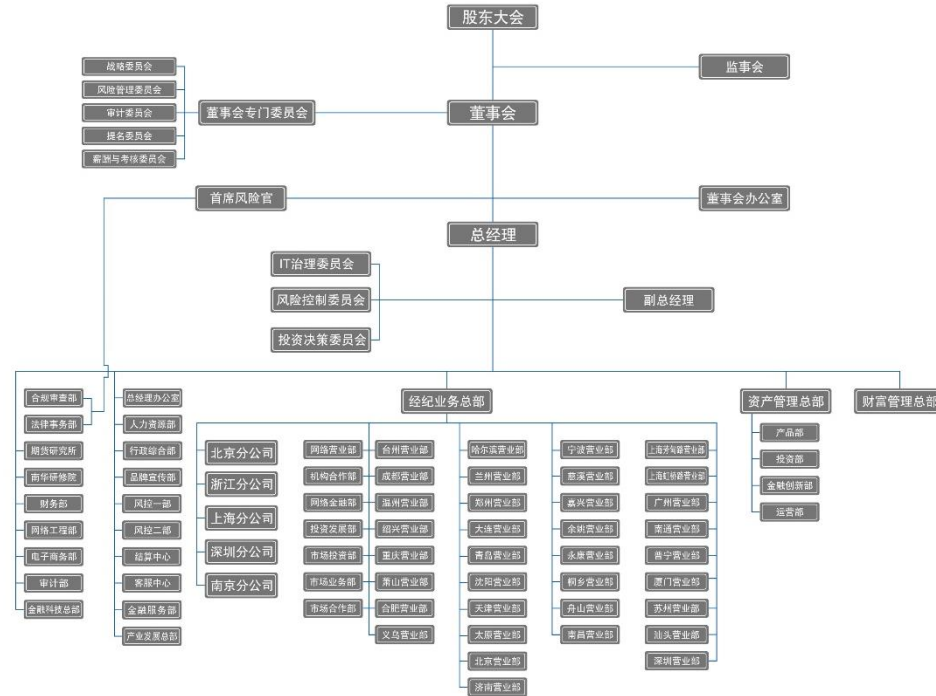 股东大会
监事会
战略委员会
风险管理委员会
审计委员会
提名委员会
薪酬与考核委员会
董事会专门委员会
董事会
首席风险官
董事会办公室
总经理
IT治理委员会
风险控制委员会
投资决策委员会
副总经理
经纪业务总部
资产管理总部
财富管理总部
合规审查部
法律事务部
期货研究所
南华研修院
财务部
网络工程部
电子商务部
审计部
金融科技总部
总经理办公室
人力资源部
行政综合部
品牌宣传部
风控一部
风控二部
结算中心
客服中心
金融服务部
产业发展总部
北京分公司
浙江分公司
上海分公司
深圳分公司
南京分公司
网络营业部
机构合作部
网络金融部
投资发展部
市场投资部
市场业务部
市场合作部
台州营业部
成都营业部
温州营业部
绍兴营业部
重庆营业部
萧山营业部
合肥营业部
义乌营业部
哈尔滨营业部
兰州营业部
郑州营业部
大连营业部
青岛营业部
沈阳营业部
天津营业部
太原营业部
北京营业部
济南营业部
宁波营业部
慈溪营业部
嘉兴营业部
余姚营业部
永康营业部
桐乡营业部
舟山营业部
南昌营业部
上海芳甸路营业部
上海虹桥路营业部
广州营业部
南通营业部
普宁营业部
厦门营业部
苏州营业部
汕头营业部
深圳营业部
产品部
投资部
金融创新部
运营部